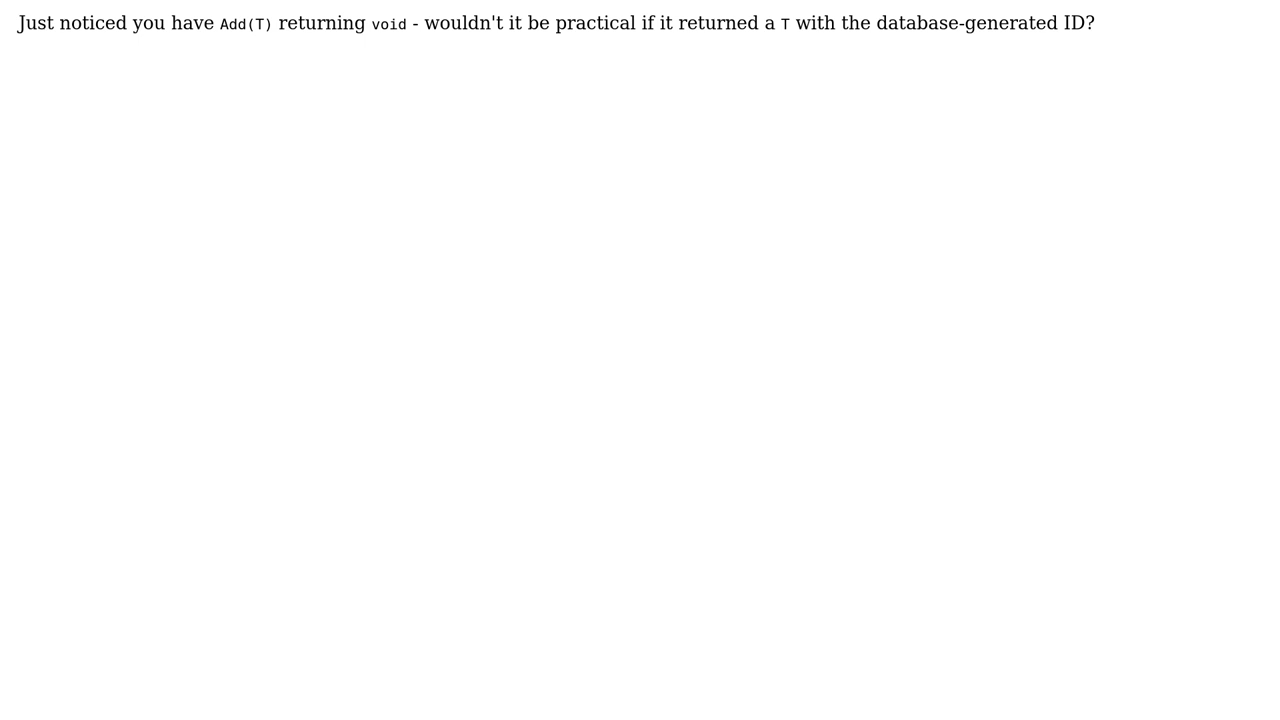 Just noticed you have Add(T) returning void - wouldn't it be practical if it returned a T with the database-generated ID?